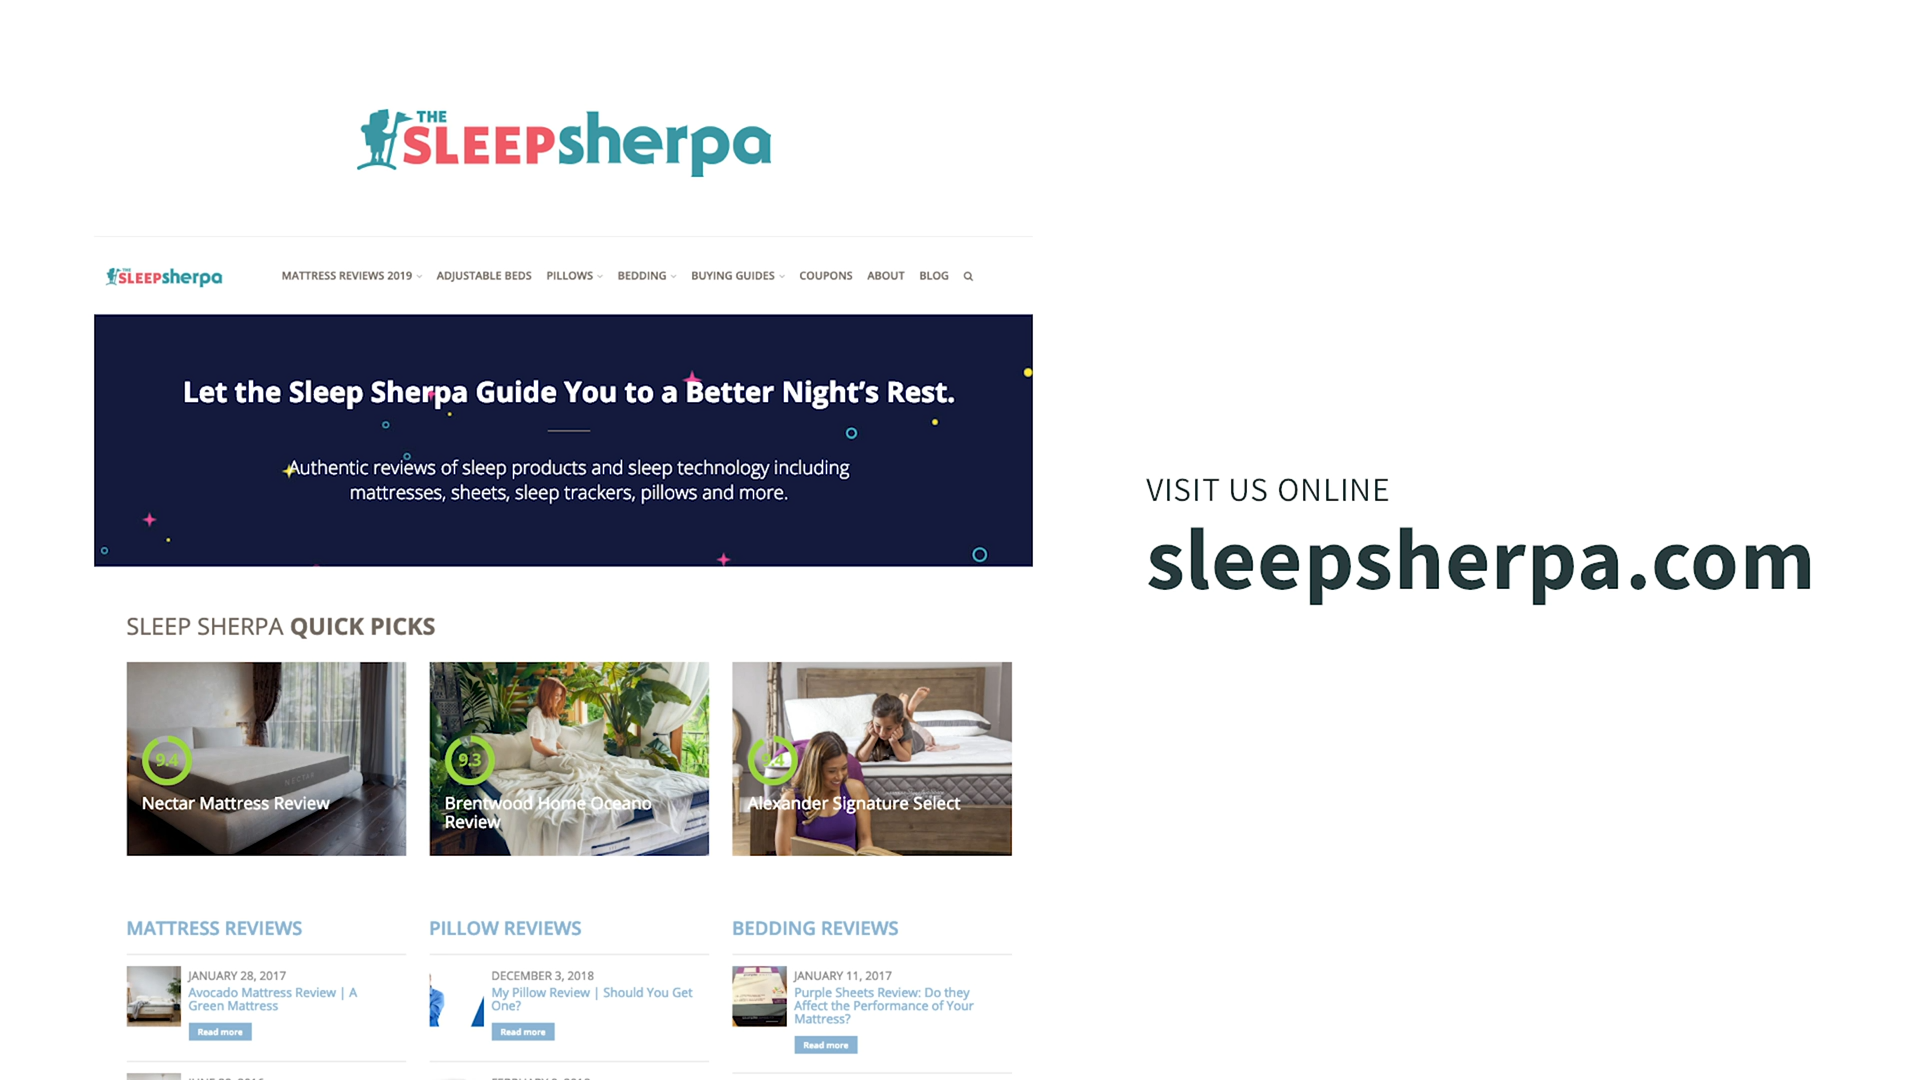 THE
SLEEPsherpa
THE
SLEEPsherpa
MATTRESS REVIEWS 2019
ADJUSTABLE BEDS
PILLOWS
BEDDING
BUYING GUIDES
COUPONS
ABOUT
BLOG
Let the Sleep Sherpa Guide You to a Better Night's Rest.
Authentic reviews of sleep products and sleep technology including
mattresses, sheets, sleep trackers, pillows and more.
VISIT US ONLINE
sleepsherpa.com
SLEEP SHERPA QUICK PICKS
9.4
NECTAR
Nectar Mattress Review
9.3
Brentwood Home Oceano
Review
9.4
Alexander Signature Select
MATTRESS REVIEWS
JANUARY 28, 2017
Avocado Mattress Review | A
Green Mattress
Read more
PILLOW REVIEWS
DECEMBER 3, 2018
My Pillow Review | Should You Get
One?
Read more
BEDDING REVIEWS
JANUARY 11, 2017
Purple Sheets Review: Do they
Affect the Performance of Your
Mattress?
Read more